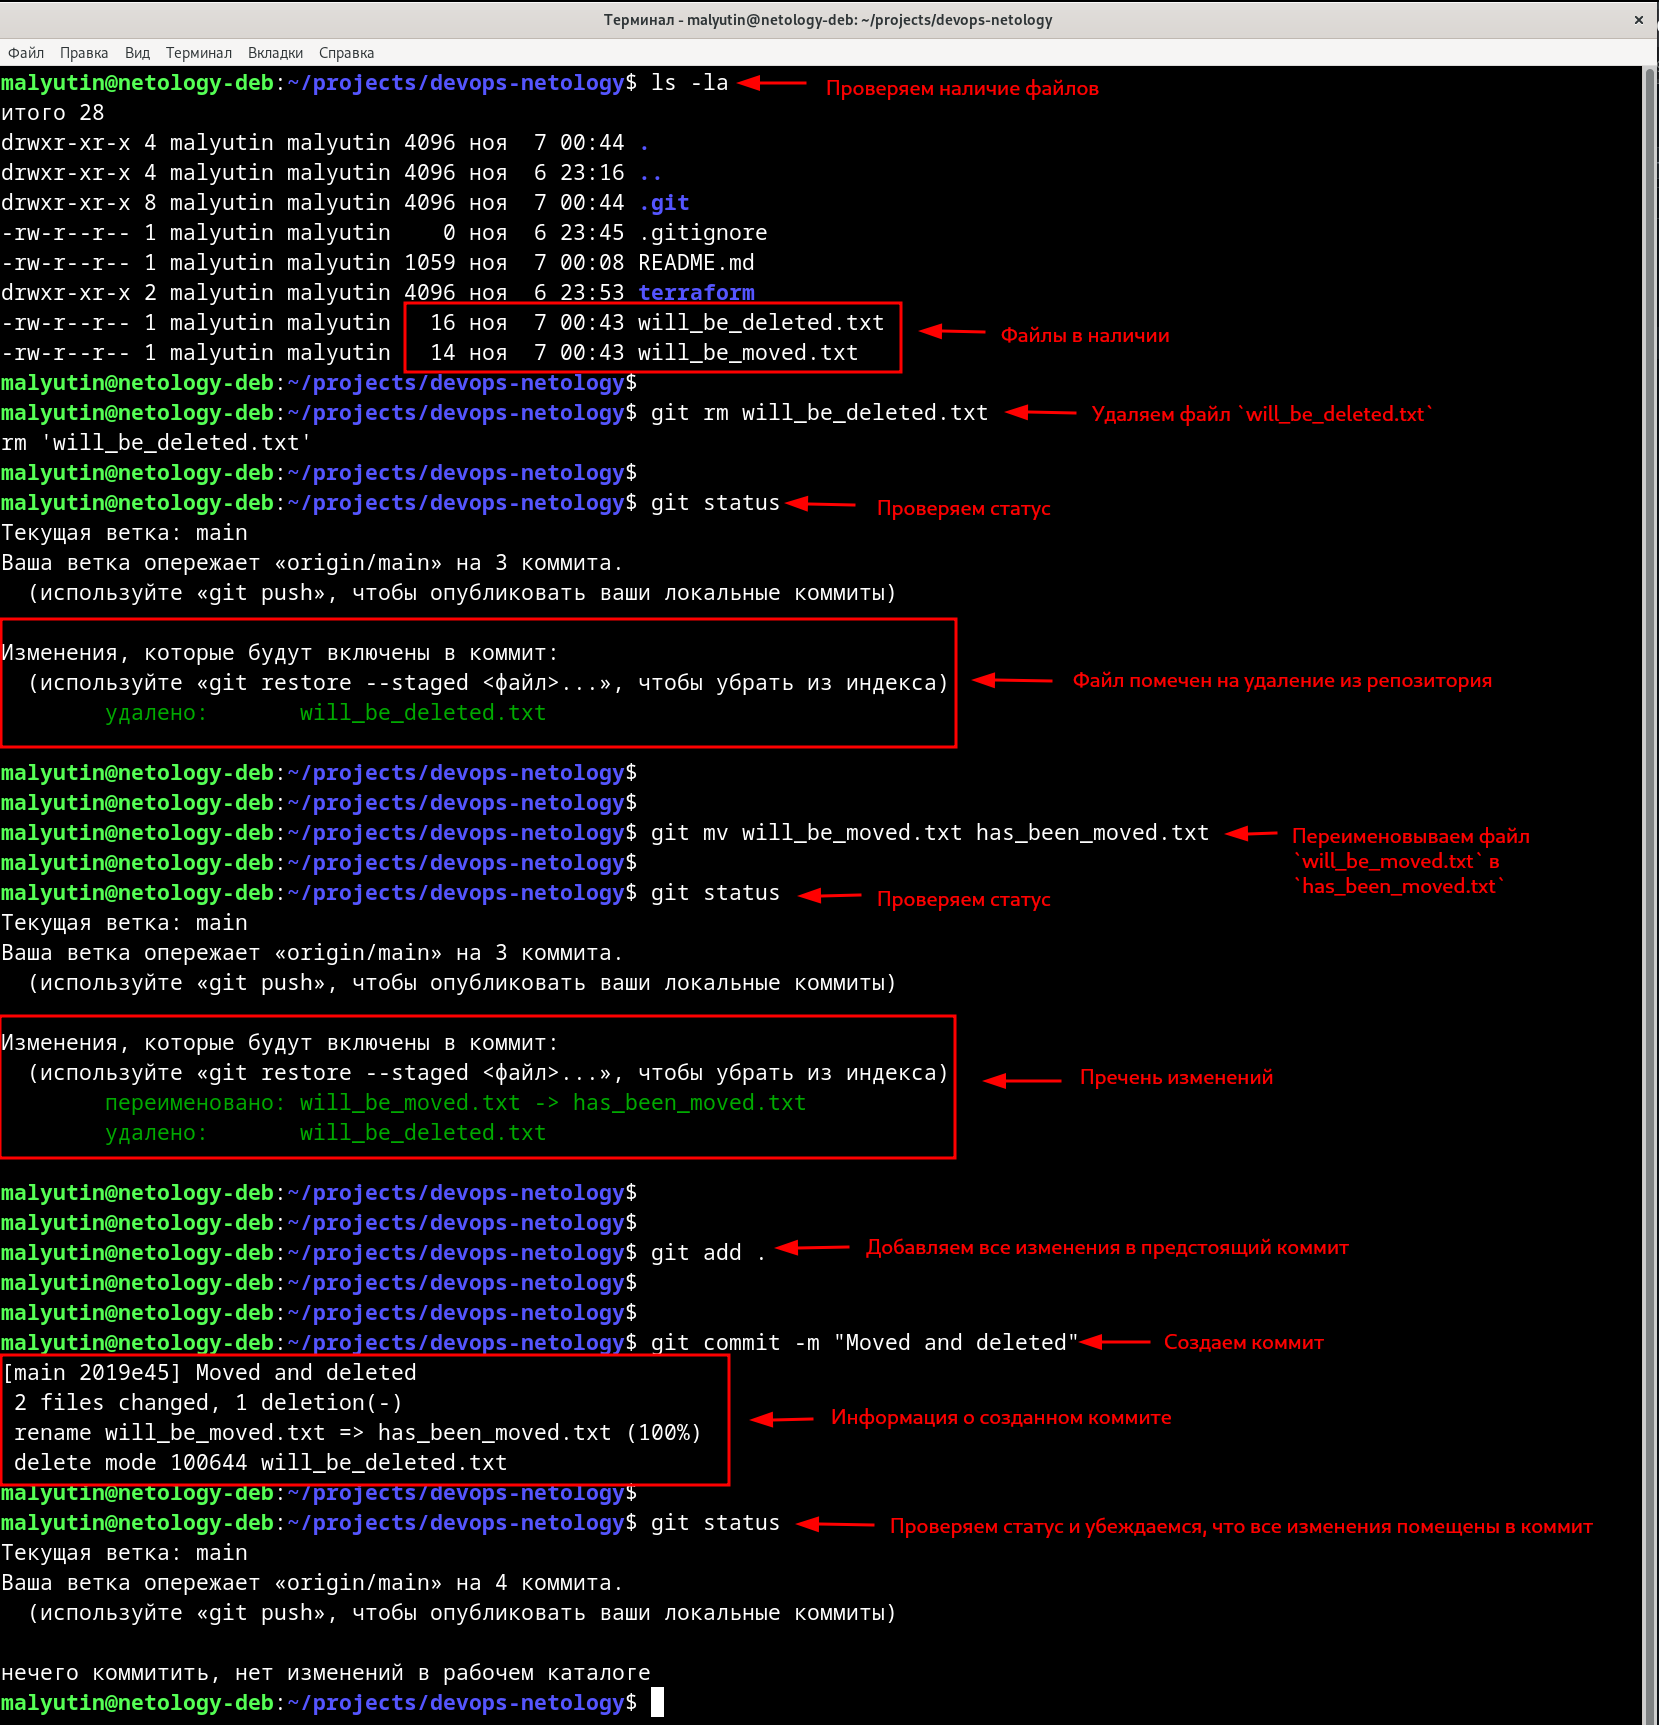 Терминал - malyutin@netology-deb: ~/projects/devops-netology ×
Файл Правка Вид Терминал Вкладки Справка
malyutin@netology-deb:~/projects/devops-netology$ ls -la Проверяем наличие файлов
итого 28
drwxr-xr-x 4 malyutin malyutin 4096 ноя  7 00:44 .
drwxr-xr-x 4 malyutin malyutin 4096 ноя  6 23:16 ..
drwxr-xr-x 8 malyutin malyutin 4096 ноя  7 00:44 .git
-rw-r--r-- 1 malyutin malyutin    0 ноя  6 23:45 .gitignore
-rw-r--r-- 1 malyutin malyutin 1059 ноя  7 00:08 README.md
drwxr-xr-x 2 malyutin malyutin 4096 ноя  6 23:53 terraform
-rw-r--r-- 1 malyutin malyutin   16 ноя  7 00:43 will_be_deleted.txt Файлы в наличии
-rw-r--r-- 1 malyutin malyutin   14 ноя  7 00:43 will_be_moved.txt
malyutin@netology-deb:~/projects/devops-netology$
malyutin@netology-deb:~/projects/devops-netology$ git rm will_be_deleted.txt Удаляем файл `will_be_deleted.txt`
rm 'will_be_deleted.txt'
malyutin@netology-deb:~/projects/devops-netology$
malyutin@netology-deb:~/projects/devops-netology$ git status Проверяем статус
Текущая ветка: main
Ваша ветка опережает «origin/main» на 3 коммита.
  (используйте «git push», чтобы опубликовать ваши локальные коммиты)
Изменения, которые будут включены в коммит:
  (используйте «git restore --staged <файл>...», чтобы убрать из индекса) Файл помечен на удаление из репозитория
        удалено:       will_be_deleted.txt
malyutin@netology-deb:~/projects/devops-netology$
malyutin@netology-deb:~/projects/devops-netology$
malyutin@netology-deb:~/projects/devops-netology$ git mv will_be_moved.txt has_been_moved.txt Переименовываем файл
`will_be_moved.txt` в
`has_been_moved.txt`
malyutin@netology-deb:~/projects/devops-netology$
malyutin@netology-deb:~/projects/devops-netology$ git status Проверяем статус
Текущая ветка: main
Ваша ветка опережает «origin/main» на 3 коммита.
  (используйте «git push», чтобы опубликовать ваши локальные коммиты)
Изменения, которые будут включены в коммит:
  (используйте «git restore --staged <файл>...», чтобы убрать из индекса) Пречень изменений
        переименовано: will_be_moved.txt -> has_been_moved.txt
        удалено:       will_be_deleted.txt
malyutin@netology-deb:~/projects/devops-netology$
malyutin@netology-deb:~/projects/devops-netology$
malyutin@netology-deb:~/projects/devops-netology$ git add . Добавляем все изменения в предстоящий коммит
malyutin@netology-deb:~/projects/devops-netology$
malyutin@netology-deb:~/projects/devops-netology$
malyutin@netology-deb:~/projects/devops-netology$ git commit -m "Moved and deleted" Создаем коммит
[main 2019e45] Moved and deleted
 2 files changed, 1 deletion(-)
 rename will_be_moved.txt => has_been_moved.txt (100%) Информация о созданном коммите
 delete mode 100644 will_be_deleted.txt
malyutin@netology-deb:~/projects/devops-netology$
malyutin@netology-deb:~/projects/devops-netology$ git status Проверяем статус и убеждаемся, что все изменения помещены в коммит
Текущая ветка: main
Ваша ветка опережает «origin/main» на 4 коммита.
  (используйте «git push», чтобы опубликовать ваши локальные коммиты)
нечего коммитить, нет изменений в рабочем каталоге
malyutin@netology-deb:~/projects/devops-netology$